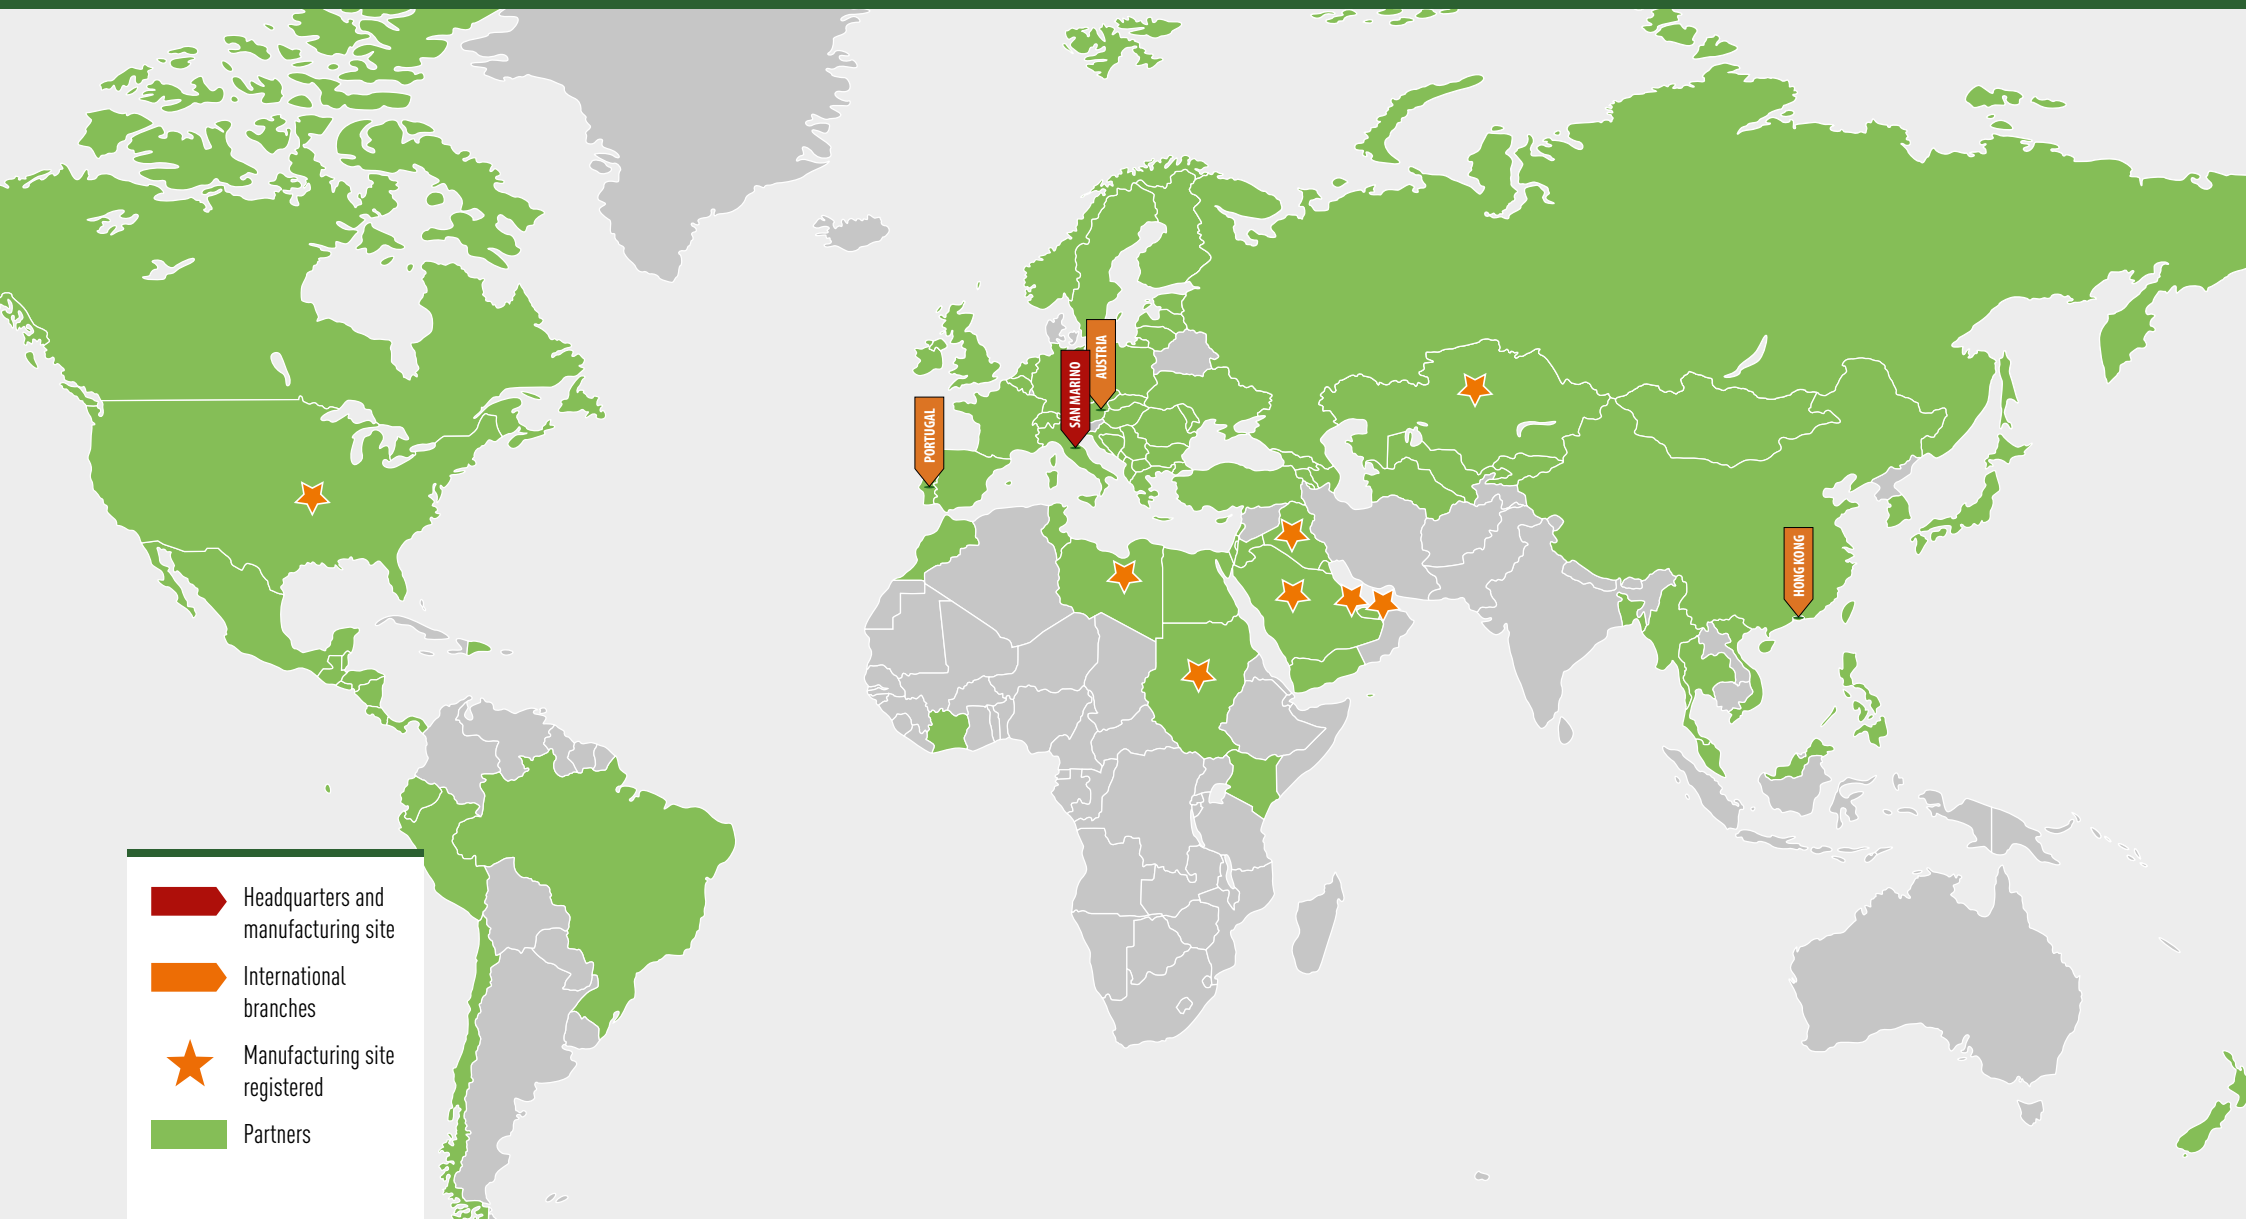 AUSTRIA
SAN MARINO
PORTUGAL
HONG KONG
Headquarters and
manufacturing site
International
branches
Manufacturing site
registered
Partners